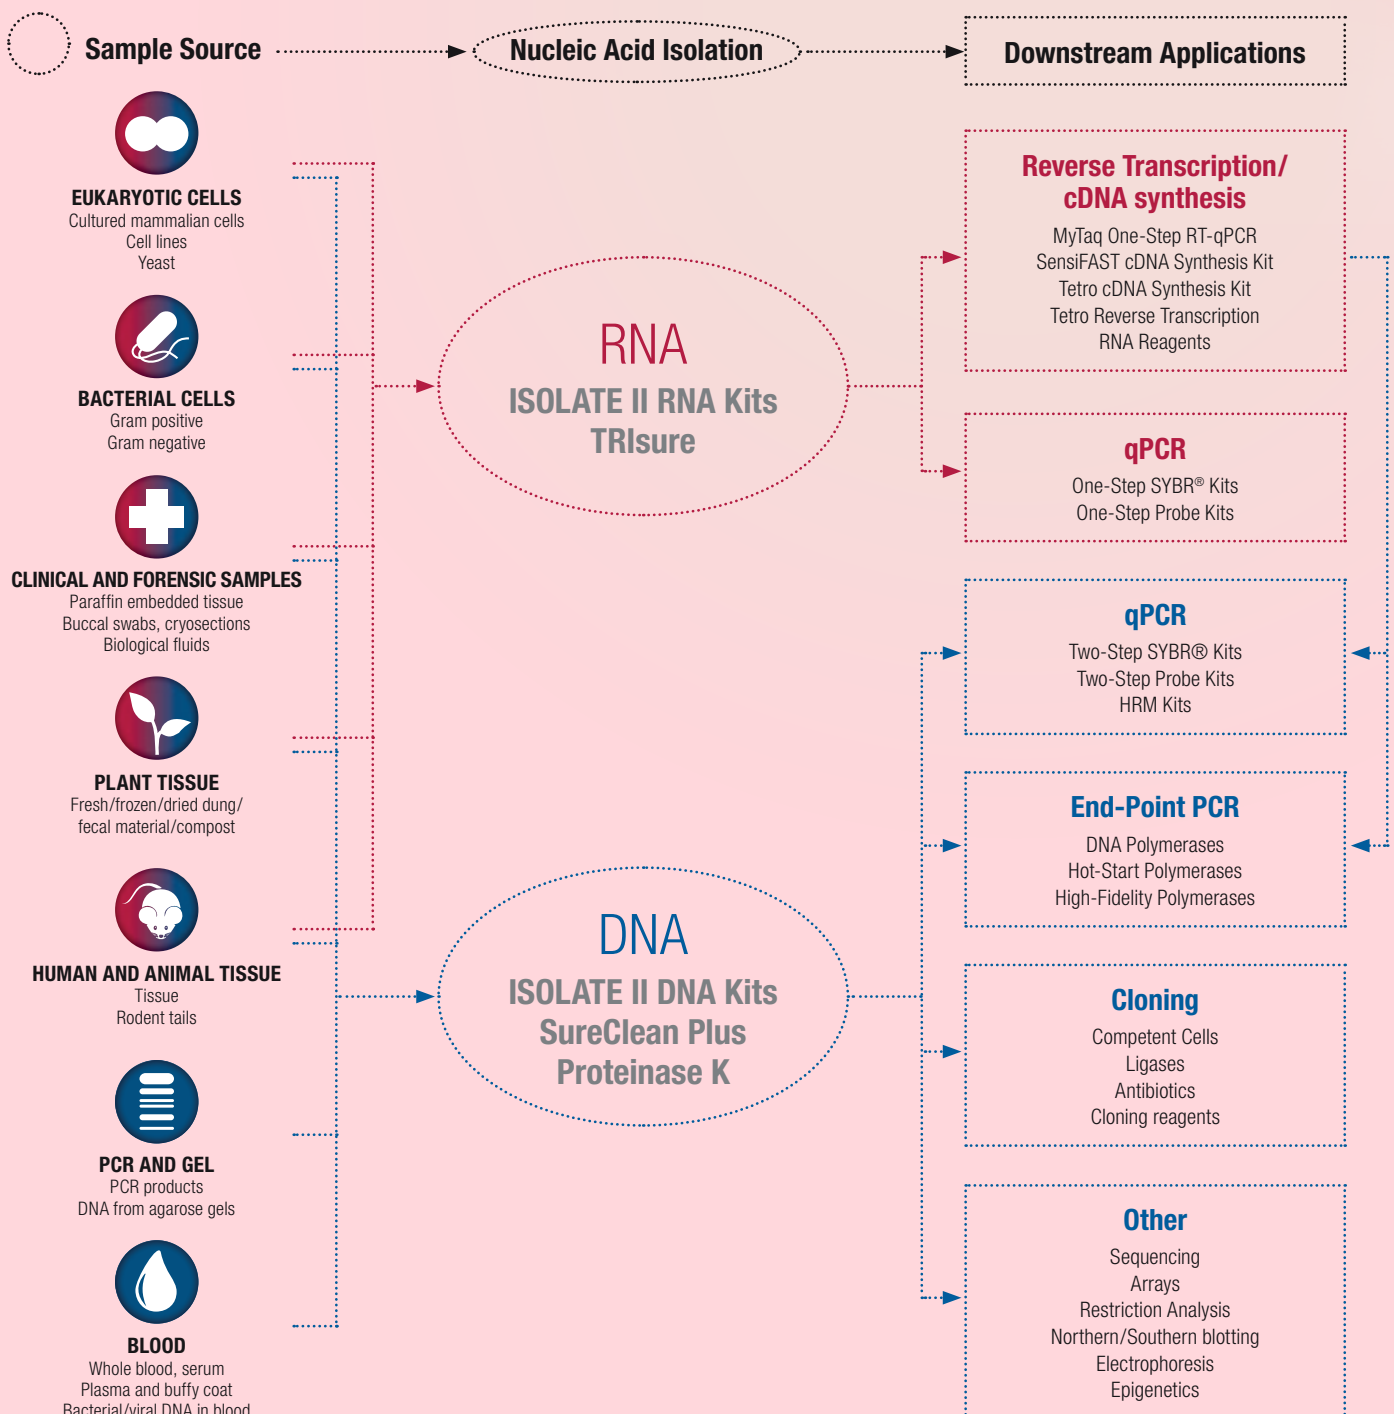 Sample Source
Nucleic Acid Isolation
Downstream Applications
EUKARYOTIC CELLS
Cultured mammalian cells
Cell lines
Yeast
BACTERIAL CELLS
Gram positive
Gram negative
CLINICAL AND FORENSIC SAMPLES
Paraffin embedded tissue
Buccal swabs, cryosections
Biological fluids
PLANT TISSUE
Fresh/frozen/dried dung/
fecal material/compost
HUMAN AND ANIMAL TISSUE
Tissue
Rodent tails
PCR AND GEL
PCR products
DNA from agarose gels
BLOOD
Whole blood, serum
Plasma and buffy coat
Bacterial/viral DNA in blood
RNA
ISOLATE II RNA Kits
TRIsure
DNA
ISOLATE II DNA Kits
SureClean Plus
Proteinase K
Reverse Transcription/
cDNA synthesis
MyTaq One-Step RT-qPCR
SensiFAST cDNA Synthesis Kit
Tetro cDNA Synthesis Kit
Tetro Reverse Transcription
RNA Reagents
qPCR
One-Step SYBR® Kits
One-Step Probe Kits
qPCR
Two-Step SYBR® Kits
Two-Step Probe Kits
HRM Kits
End-Point PCR
DNA Polymerases
Hot-Start Polymerases
High-Fidelity Polymerases
Cloning
Competent Cells
Ligases
Antibiotics
Cloning reagents
Other
Sequencing
Arrays
Restriction Analysis
Northern/Southern blotting
Electrophoresis
Epigenetics